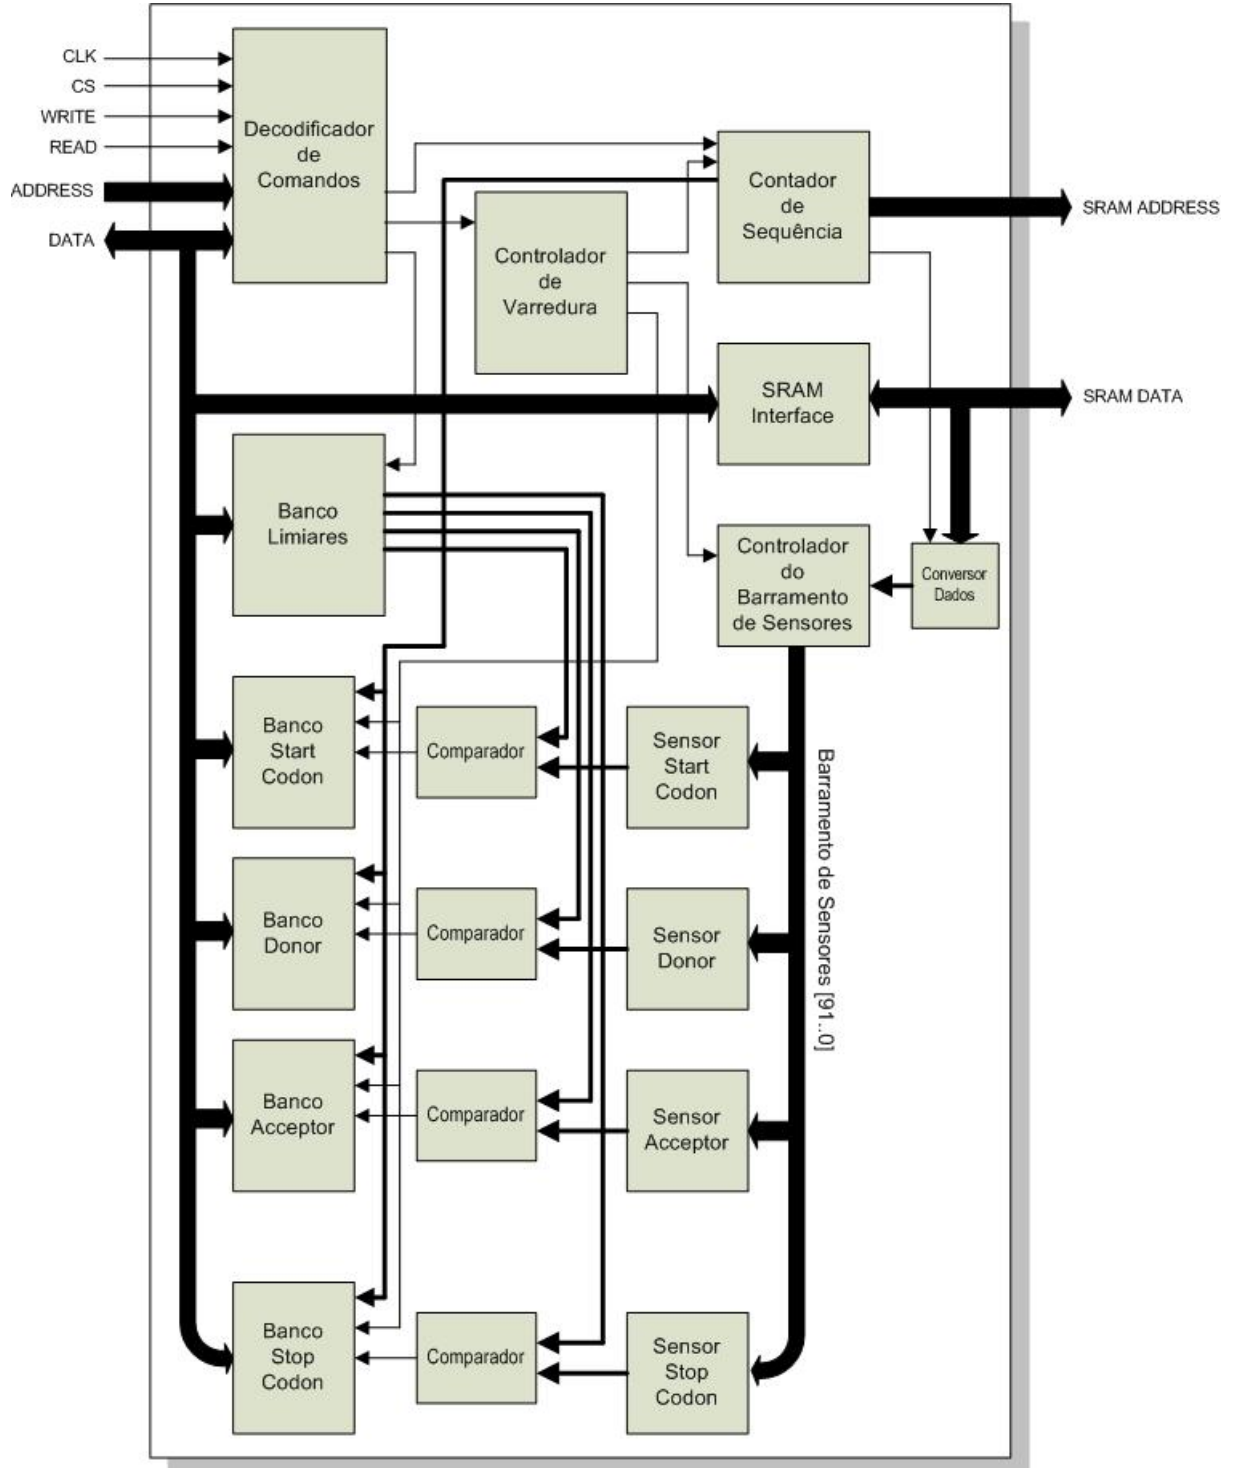 CLK
CS
WRITE
READ
ADDRESS
DATA
Decodificador
de
Comandos
Controlador
de
Varredura
Contador
de
Sequência
SRAM ADDRESS
SRAM
Interface
SRAM DATA
Banco
Limiares
Controlador
do
Barramento
de Sensores
Conversor
Dados
Banco
Start
Codon
Comparador
Sensor
Start
Codon
Barramento de Sensores [91..0]
Banco
Donor
Comparador
Sensor
Donor
Banco
Acceptor
Comparador
Sensor
Acceptor
Banco
Stop
Codon
Comparador
Sensor
Stop
Codon